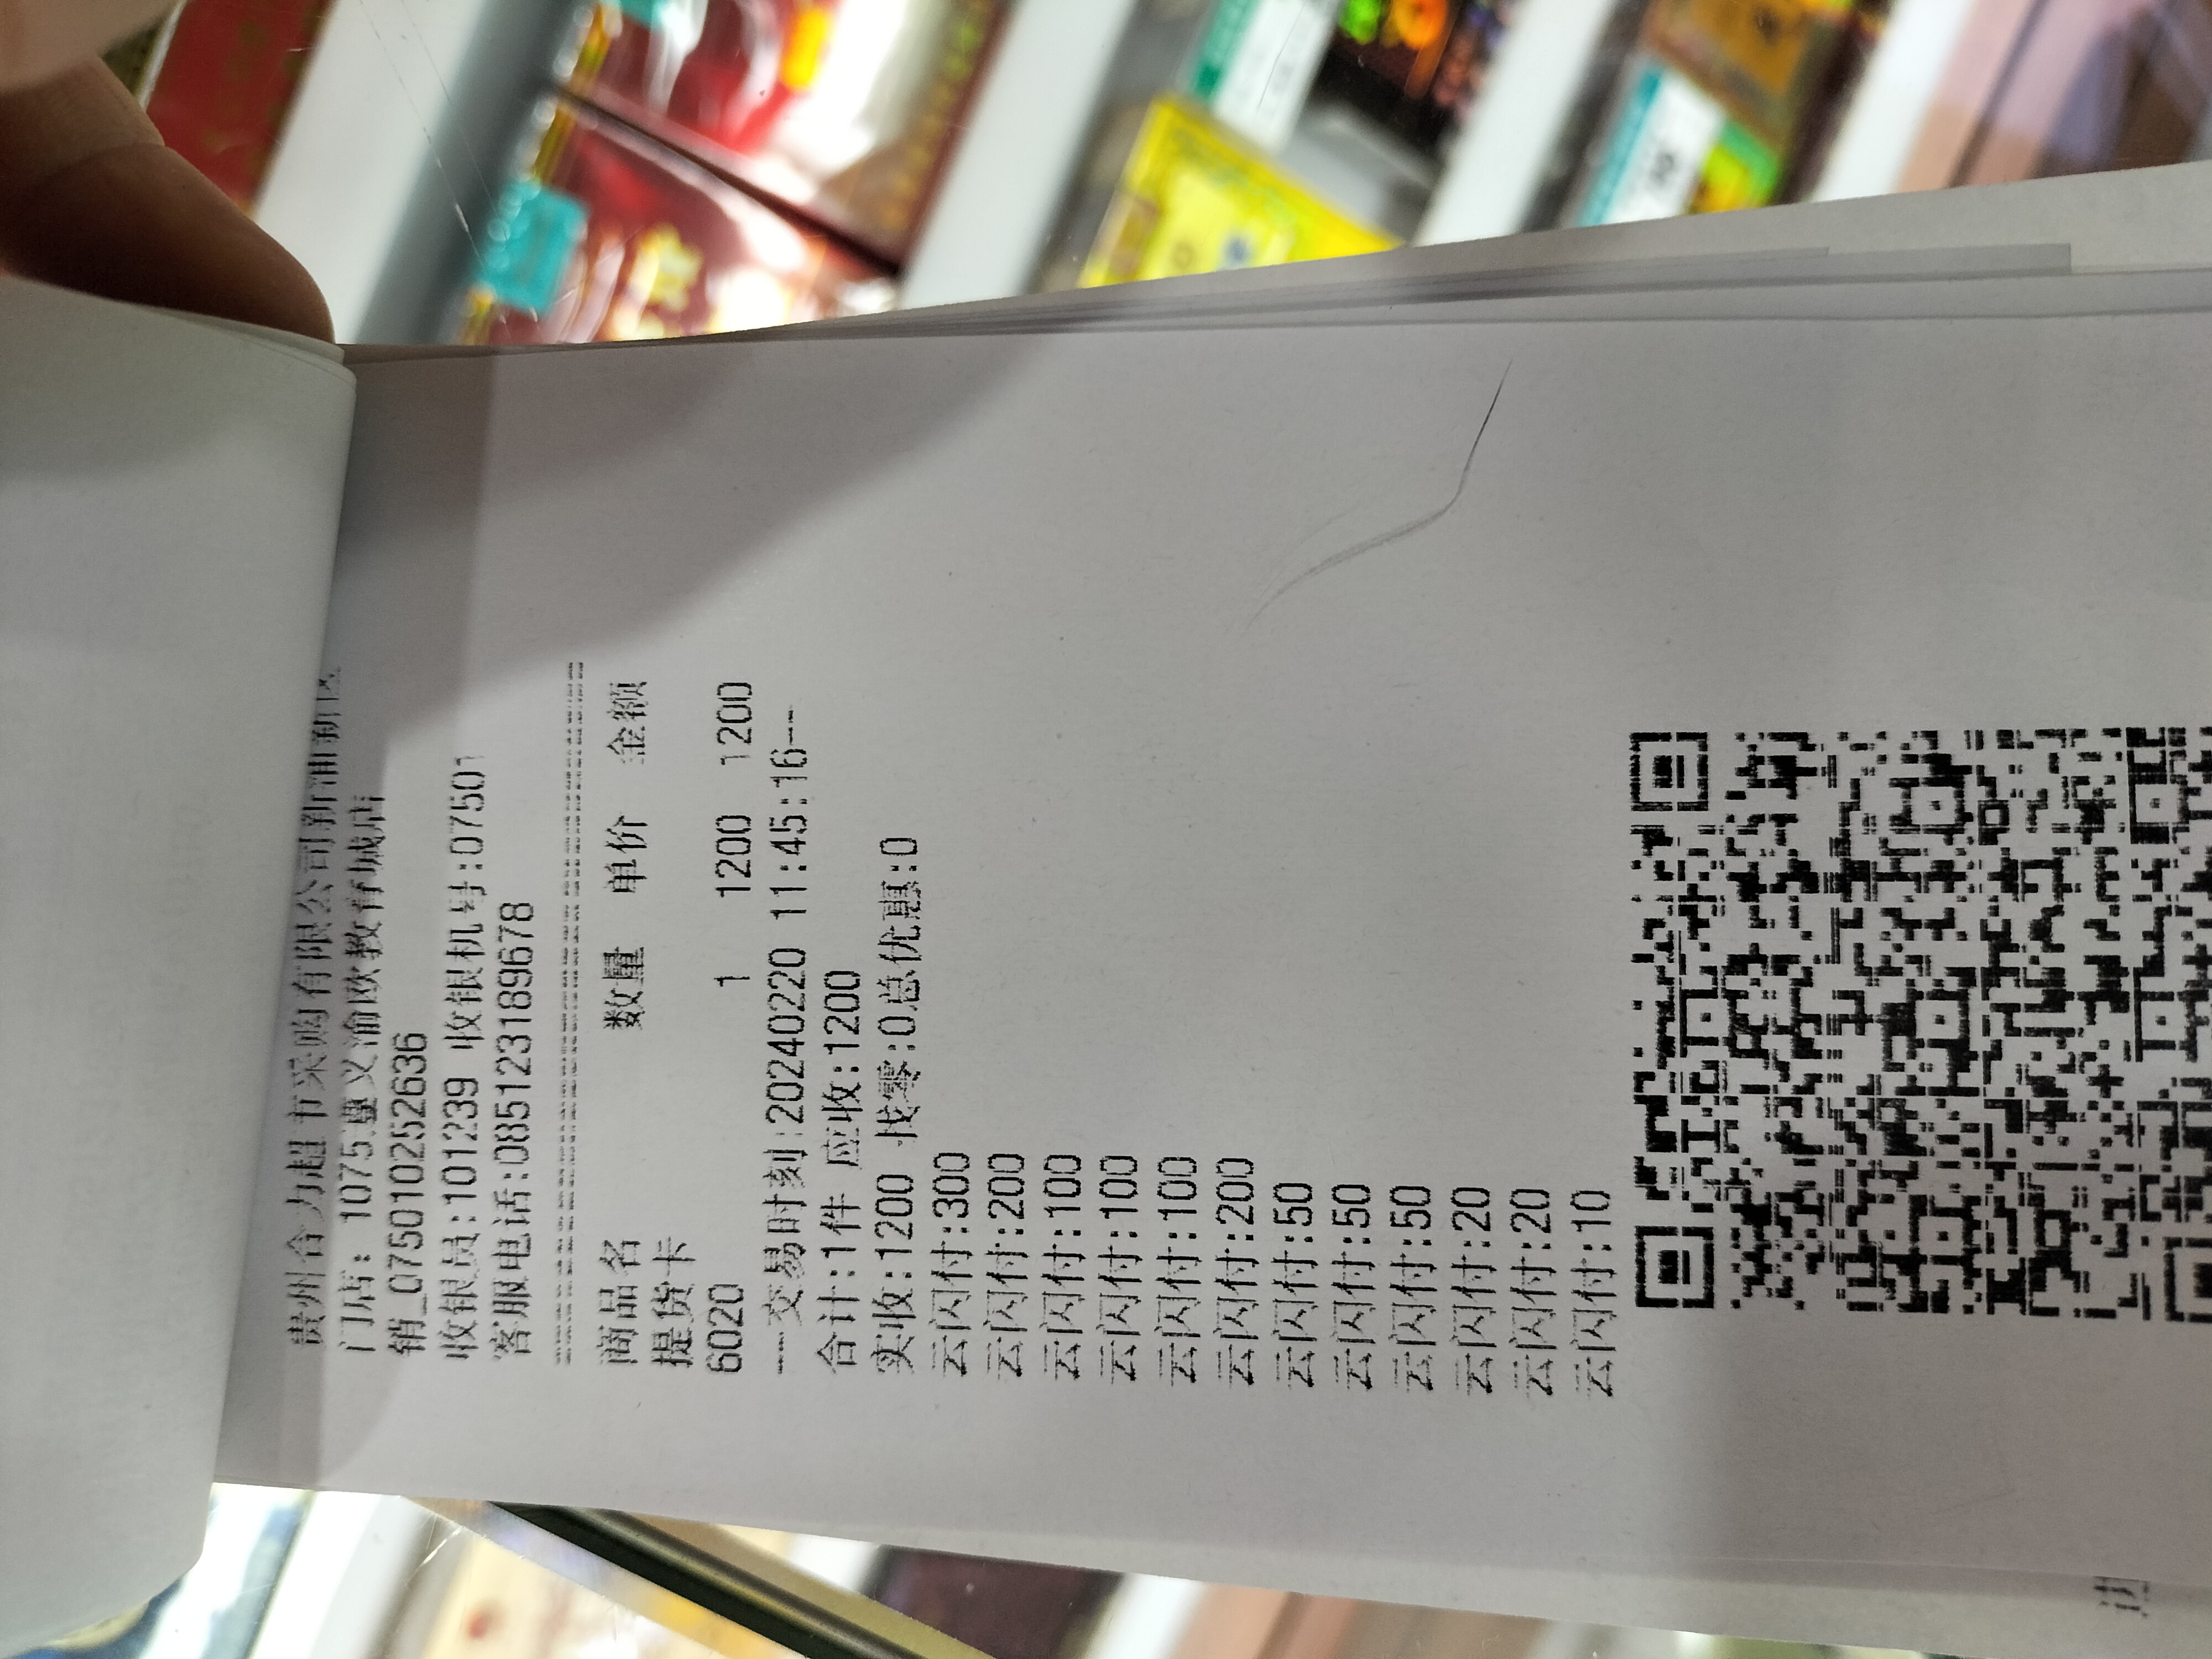 贵州合力超市采购有限公司新浦新区
门店: 1075遵义渝欧教育城店
销_075010252636
收银员:101239 收银机号:07501
客服电话:085123189678
商品名 数量 单价 金额
提货卡
6020 1 1200 1200
--交易时刻:20240220 11:45:16--
合计:1件 应收:1200
实收:1200 找零:0总优惠:0
云闪付:300
云闪付:200
云闪付:100
云闪付:100
云闪付:100
云闪付:200
云闪付:50
云闪付:50
云闪付:50
云闪付:20
云闪付:20
云闪付:10